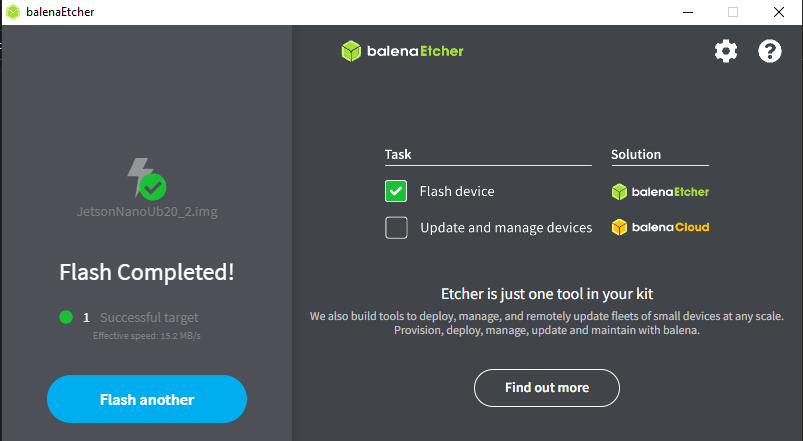 balenaEtcher
balenaEtcher
JetsonNanoUb20_2.img
Flash Completed!
1 Successful target
Effective speed: 15.2 MB/s
Flash another
Task Solution
Flash device balenaEtcher
Update and manage devices balenaCloud
Etcher is just one tool in your kit
We also build tools to deploy, manage, and remotely update fleets of small devices at any scale.
Provision, deploy, manage, update and maintain with balena.
Find out more